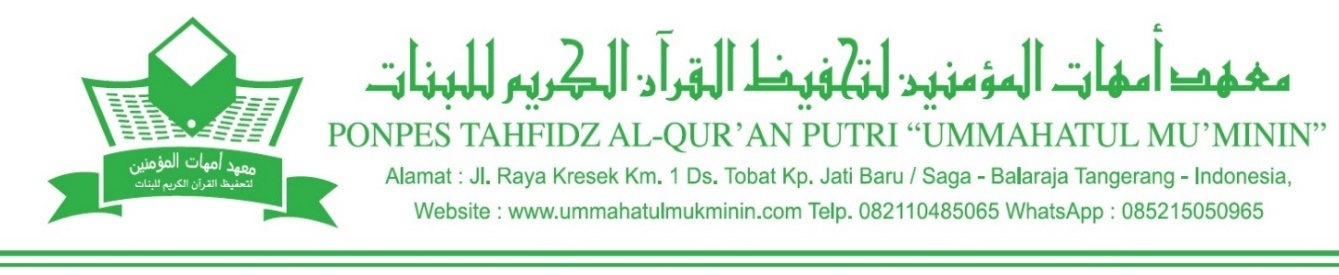 معهد أمهات المؤمنين لتحفيظ القرآن الكريم للبنات
PONPES TAHFIDZ AL-QUR’AN PUTRI “UMMAHATUL MU’MININ”
Alamat : Jl. Raya Kresek Km. 1 Ds. Tobat Kp. Jati Baru / Saga - Balaraja Tangerang - Indonesia,
Website : www.ummahatulmukminin.com Telp. 082110485065 WhatsApp : 085215050965
معهد أمهات المؤمنين
لتحفيظ القرآن الكريم للبنات